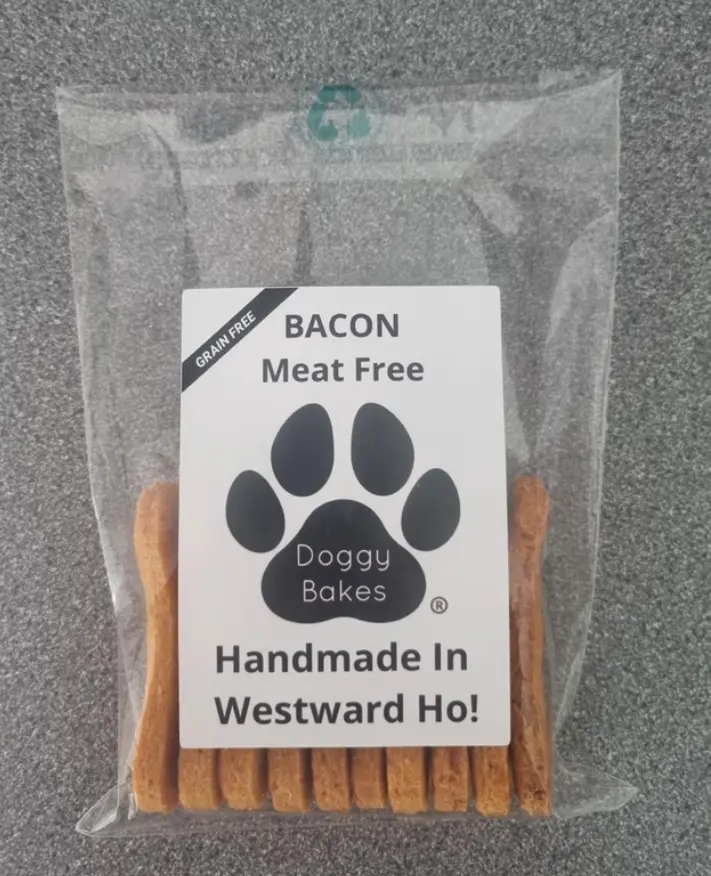 GRAIN FREE
BACON
Meat Free
Doggy
Bakes
®
Handmade In
Westward Ho!